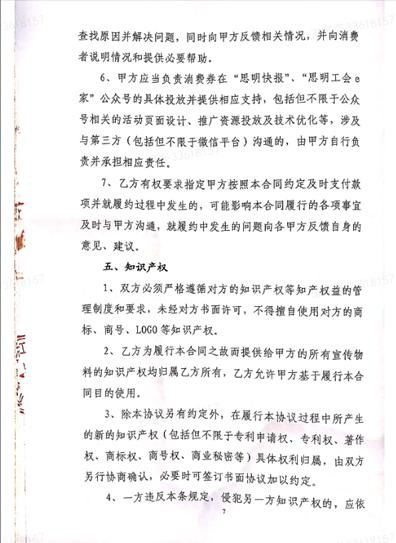 查找原因并解决问题，同时向甲方反馈相关情况，并向消费
者说明情况和提供必要帮助。
6、甲方应当负责消费券在“思明快报”、“思明工会e
家”公众号的具体投放并提供相应支持，包括但不限于公众
号相关的活动页面设计、推广资源投放及技术优化等，涉及
与第三方（包括但不限于微信平台）沟通的，由甲方自行负
责并承担相应责任。
7、乙方有权要求指定甲方按照本合同约定及时支付款
项并就履约过程中发生的，可能影响本合同履行的各项事宜
及时与甲方沟通，就履约中发生的问题向各甲方反馈自身的
意见、建议。
五、知识产权
1、双方必须严格遵循对方的知识产权等知产权益的管
理制度和要求，未经对方书面许可，不得擅自使用对方的商
标、商号、LOGO等知识产权。
2、乙方为履行本合同之故而提供给甲方的所有宣传物
料的知识产权均归属乙方所有，乙方允许甲方基于履行本合
同目的使用。
3、除本协议另有约定外，在履行本协议过程中所产生
的新的知识产权（包括但不限于专利申请权、专利权、著作
权、商标权、商号权、商业秘密等）具体权利归属，由双方
另行协商确认，必要时可签订书面协议加以约定。
4、一方违反本条规定，侵犯另一方知识产权的，应依
7